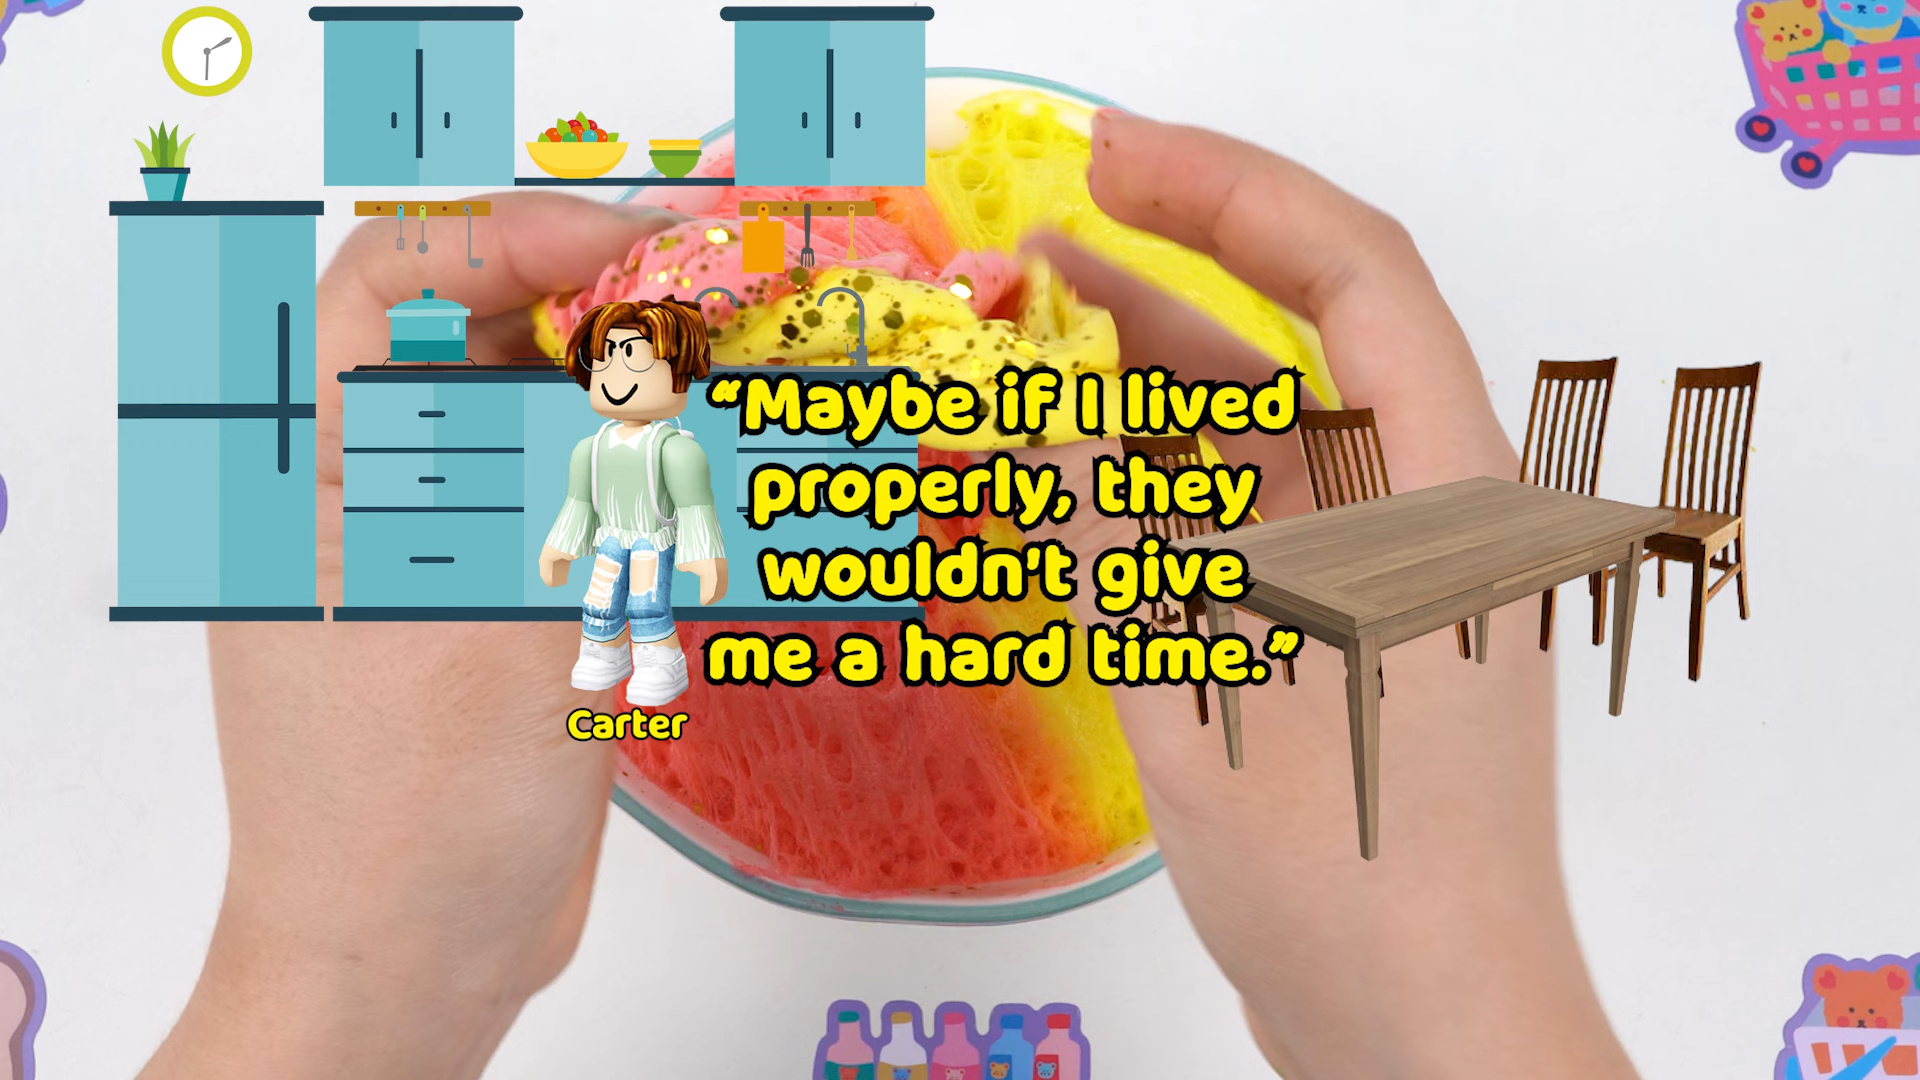 “Maybe if I lived
properly, they
wouldn't give
me a hard time.”
Carter